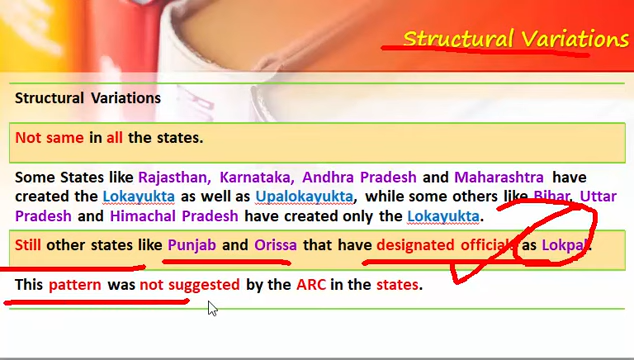 Structural Variations
Structural Variations
Not same in all the states.
Some States like Rajasthan, Karnataka, Andhra Pradesh and Maharashtra have
created the Lokayukta as well as Upalokayukta, while some others like Bihar, Uttar
Pradesh and Himachal Pradesh have created only the Lokayukta.
Still other states like Punjab and Orissa that have designated officials as Lokpal.
This pattern was not suggested by the ARC in the states.